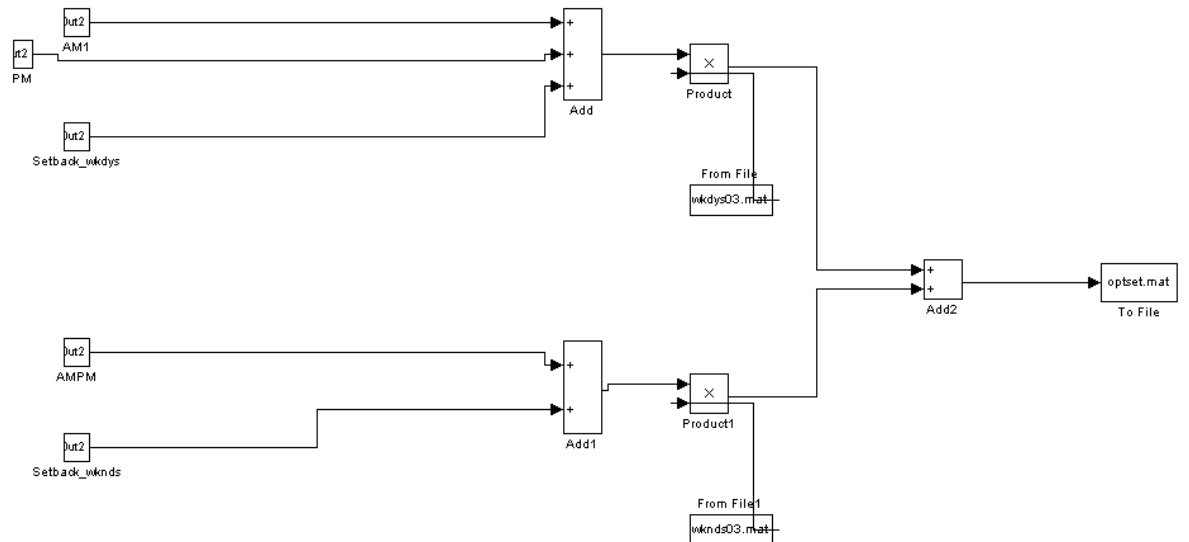 Out2
AM1
ut2
PM
Out2
Setback_wkdys
+
+
+
Add
×
Product
From File
wkdys03.mat
+
+
Add2
optset.mat
To File
Out2
AMPM
Out2
Setback_wknds
+
+
Add1
×
Product1
From File1
wknds03.mat